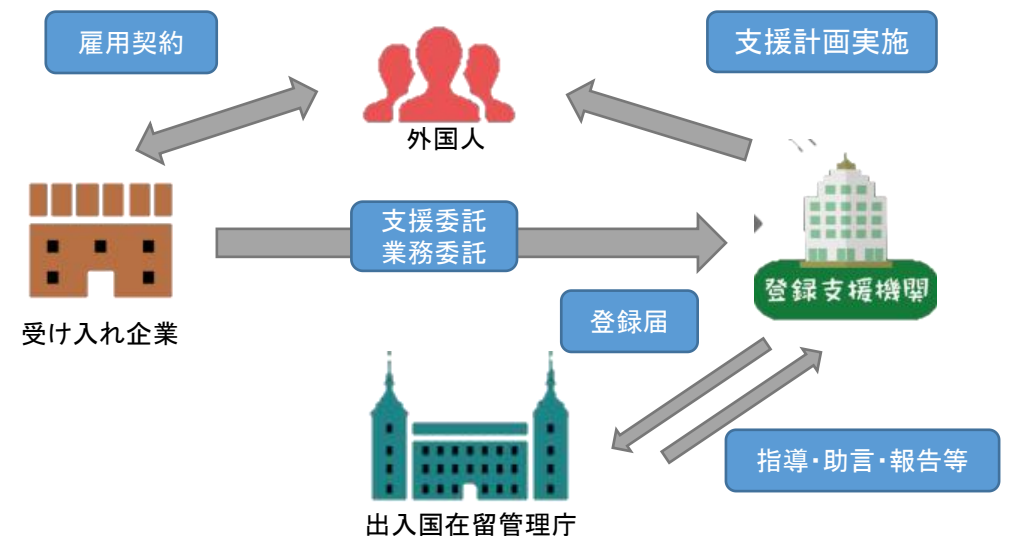 雇用契約
支援計画実施
外国人
支援委託
業務委託
登録支援機関
受け入れ企業
登録届
指導・助言・報告等
出入国在留管理庁